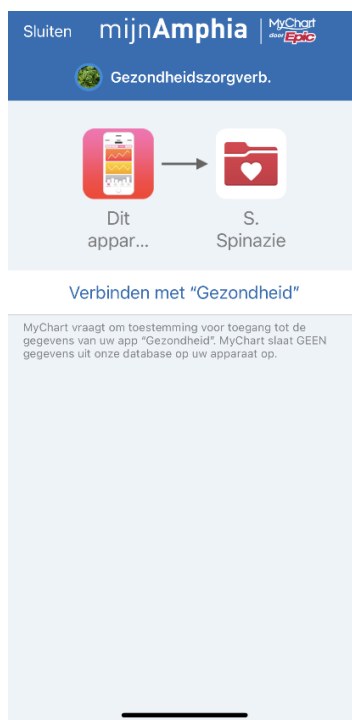 Sluiten mijnAmphia MyChart
door Epic
Gezondheidszorgverb.
Dit
appar...
S.
Spinazie
Verbinden met “Gezondheid”
MyChart vraagt om toestemming voor toegang tot de
gegevens van uw app “Gezondheid”. MyChart slaat GEEN
gegevens uit onze database op uw apparaat op.